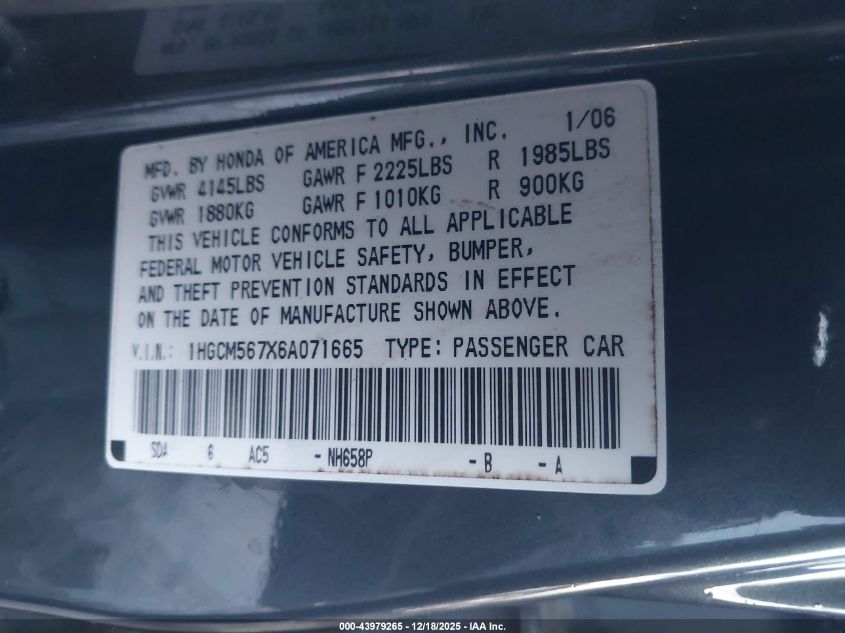 MFD. BY HONDA OF AMERICA MFG., INC. 1/06
GVWR 4145LBS GAWR F 2225LBS R 1985LBS
GVWR 1880KG GAWR F 1010KG R 900KG
THIS VEHICLE CONFORMS TO ALL APPLICABLE
FEDERAL MOTOR VEHICLE SAFETY, BUMPER,
AND THEFT PREVENTION STANDARDS IN EFFECT
ON THE DATE OF MANUFACTURE SHOWN ABOVE.
V.I.N.: 1HGCM567X6A071665 TYPE: PASSENGER CAR
SDA 6 AC5 -NH658P -B -A
000-43979265 - 12/18/2025 - IAA Inc.